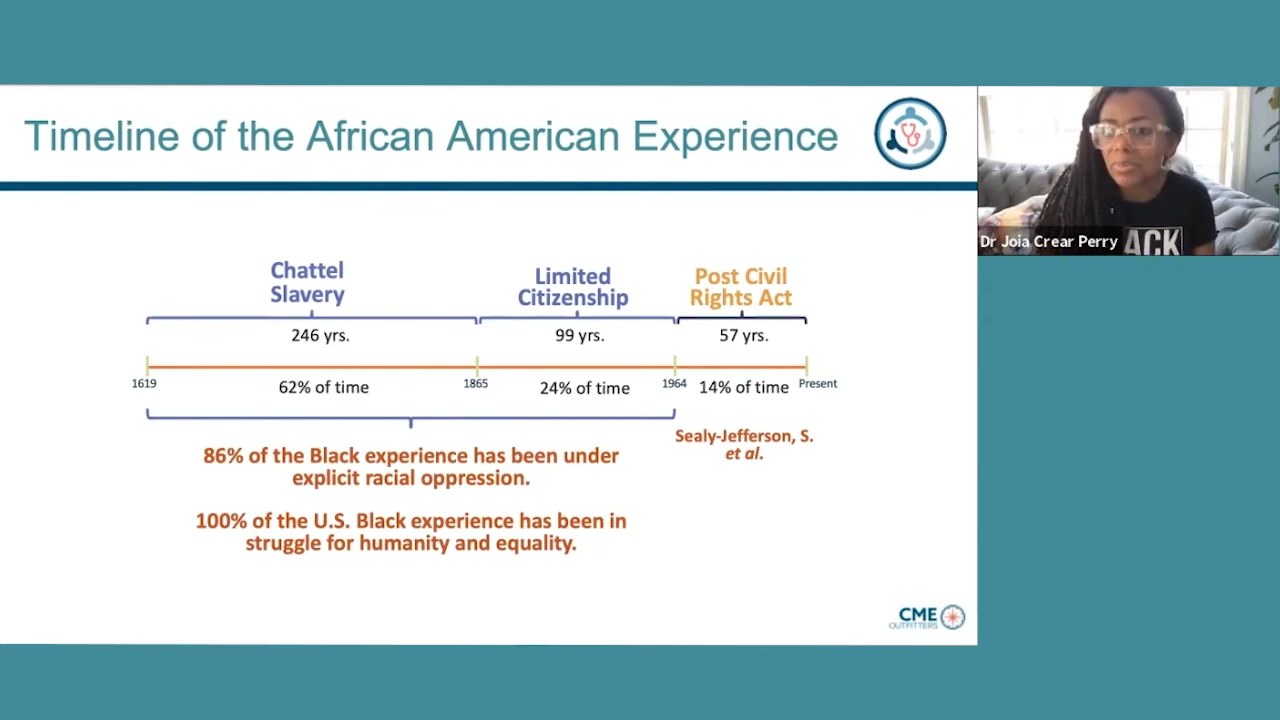 Timeline of the African American Experience
Dr Joia Crear Perry
ACK
Chattel
Slavery
Limited
Citizenship
Post Civil
Rights Act
246 yrs.
99 yrs.
57 yrs.
1619
62% of time
1865
24% of time
1964
14% of time
Present
86% of the Black experience has been under
explicit racial oppression.
Sealy-Jefferson, S.
et al.
100% of the U.S. Black experience has been in
struggle for humanity and equality.
CME
OUTFITTERS